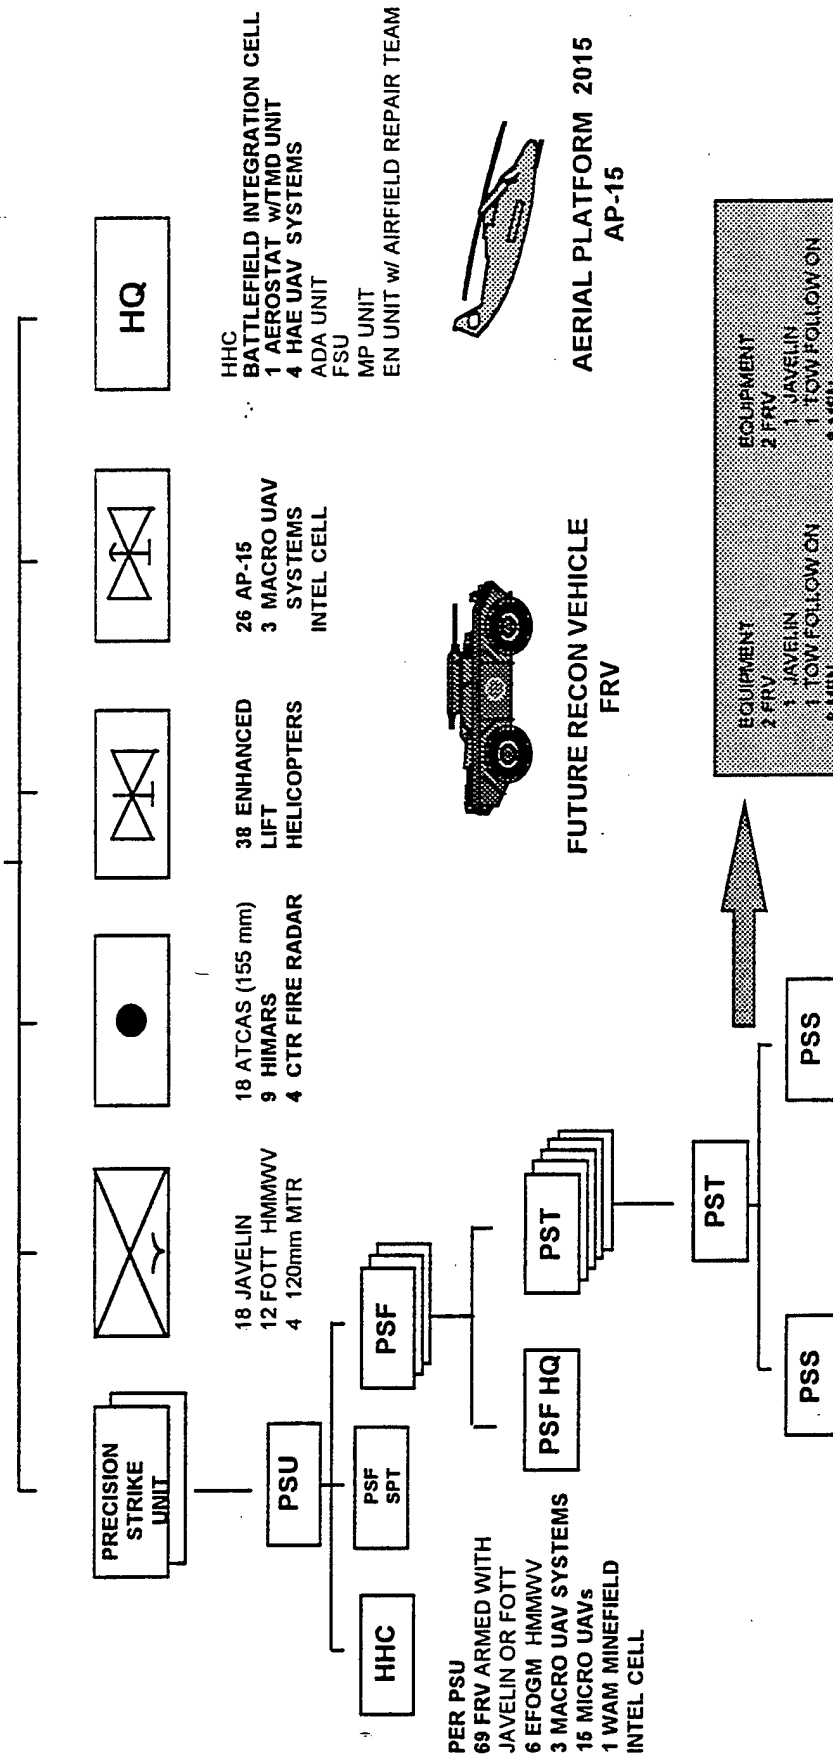 PRECISION
STRIKE
UNIT
18 JAVELIN
12 FOTT HMMWV
4 120mm MTR
18 ATCAS (155 mm)
9 HIMARS
4 CTR FIRE RADAR
38 ENHANCED
LIFT
HELICOPTERS
26 AP-15
3 MACRO UAV
SYSTEMS
INTEL CELL
HQ
HHC
BATTLEFIELD INTEGRATION CELL
1 AEROSTAT W/TMD UNIT
4 HAE UAV SYSTEMS
ADA UNIT
FSU
MP UNIT
EN UNIT w/ AIRFIELD REPAIR TEAM
PSU
HHC
PSF
SPT
PSF
PER PSU
69 FRV ARMED WITH
JAVELIN OR FOTT
6 EFOGM HMMWV
3 MACRO UAV SYSTEMS
15 MICRO UAVs
1 WAM MINEFIELD
INTEL CELL
PSF HQ
PST
FUTURE RECON VEHICLE
FRV
AERIAL PLATFORM 2015
AP-15
PST
PSS
PSS
EQUIPMENT
2 FRV
1 JAVELIN
1 TOW FOLLOW ON
EQUIPMENT
2 FRV
1 JAVELIN
1 TOW FOLLOW ON